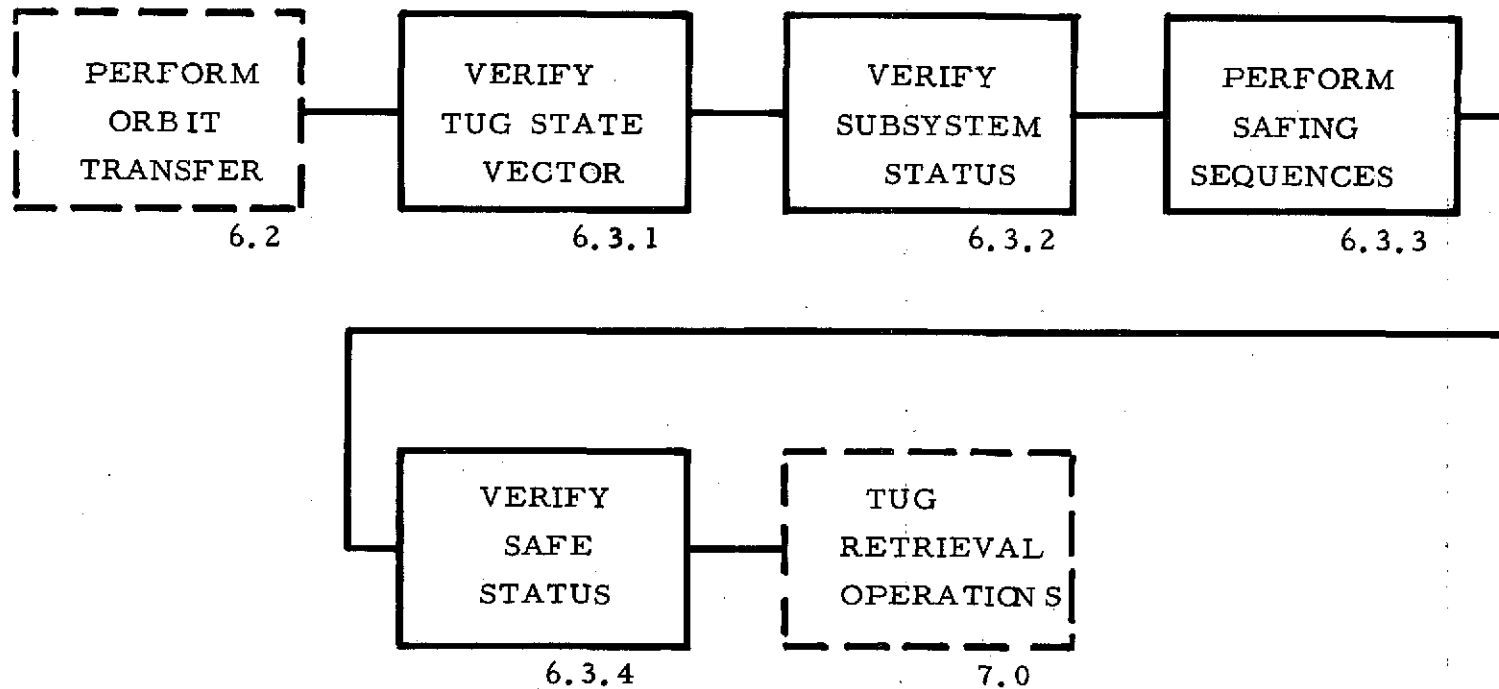 PERFORM
ORBIT
TRANSFER
6.2
VERIFY
TUG STATE
VECTOR
6.3.1
VERIFY
SUBSYSTEM
STATUS
6.3.2
PERFORM
SAFING
SEQUENCES
6.3.3
VERIFY
SAFE
STATUS
6.3.4
TUG
RETRIEVAL
OPERATIONS
7.0